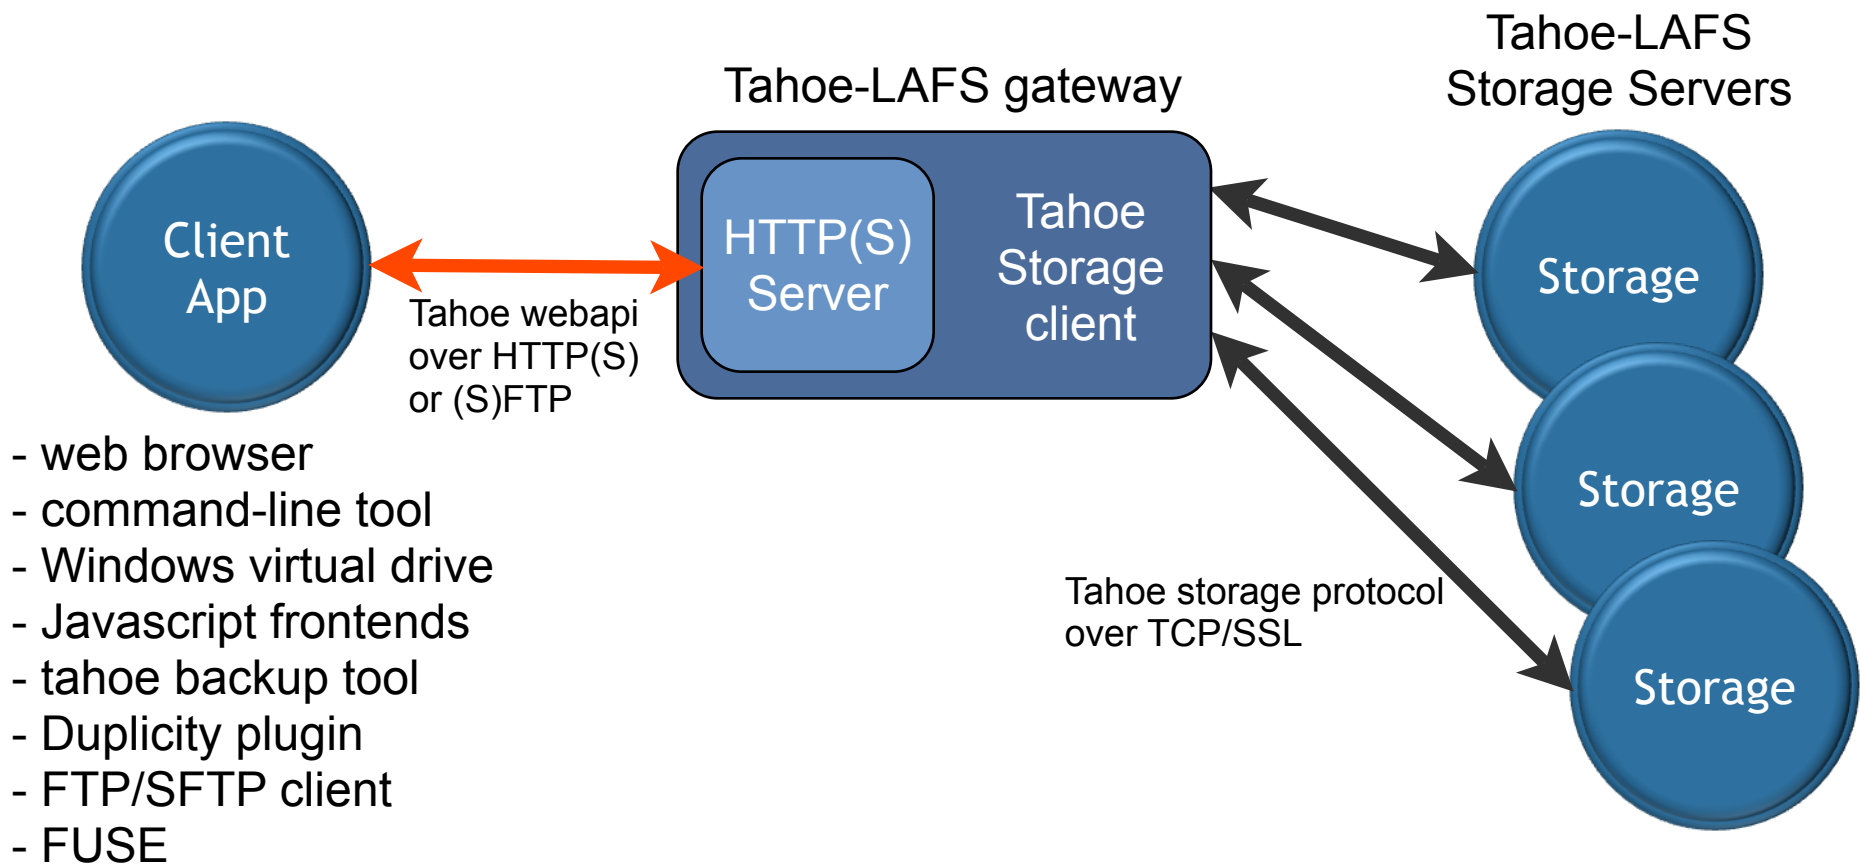 Tahoe-LAFS
Storage Servers
Tahoe-LAFS gateway
Client
App
Tahoe webapi
over HTTP(S)
or (S)FTP
HTTP(S)
Server
Tahoe
Storage
client
Storage
Storage
Storage
Tahoe storage protocol
over TCP/SSL
- web browser
- command-line tool
- Windows virtual drive
- Javascript frontends
- tahoe backup tool
- Duplicity plugin
- FTP/SFTP client
- FUSE